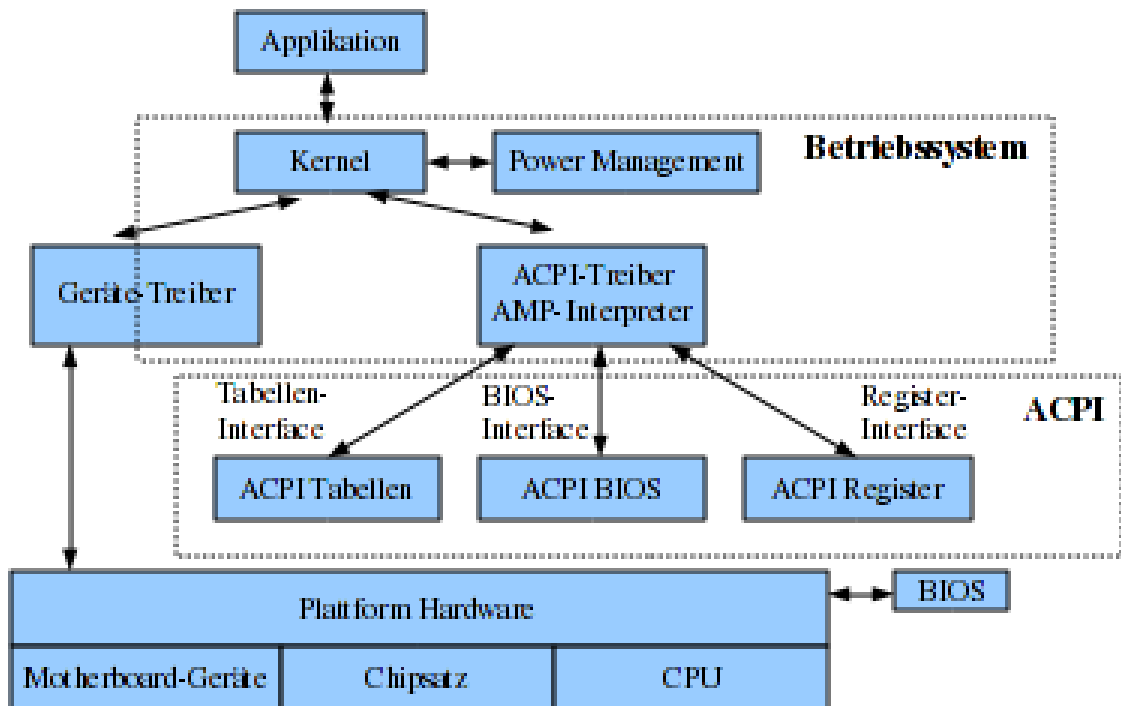 Applikation
Betriebssystem
Kernel
Power Management
Geräte-Treiber
ACPI-Treiber
AMP-Interpreter
Tabellen-
Interface
BIOS-
Interface
Register-
Interface
ACPI
ACPI Tabellen
ACPI BIOS
ACPI Register
Plattform Hardware
BIOS
Motherboard-Geräte
Chipsatz
CPU